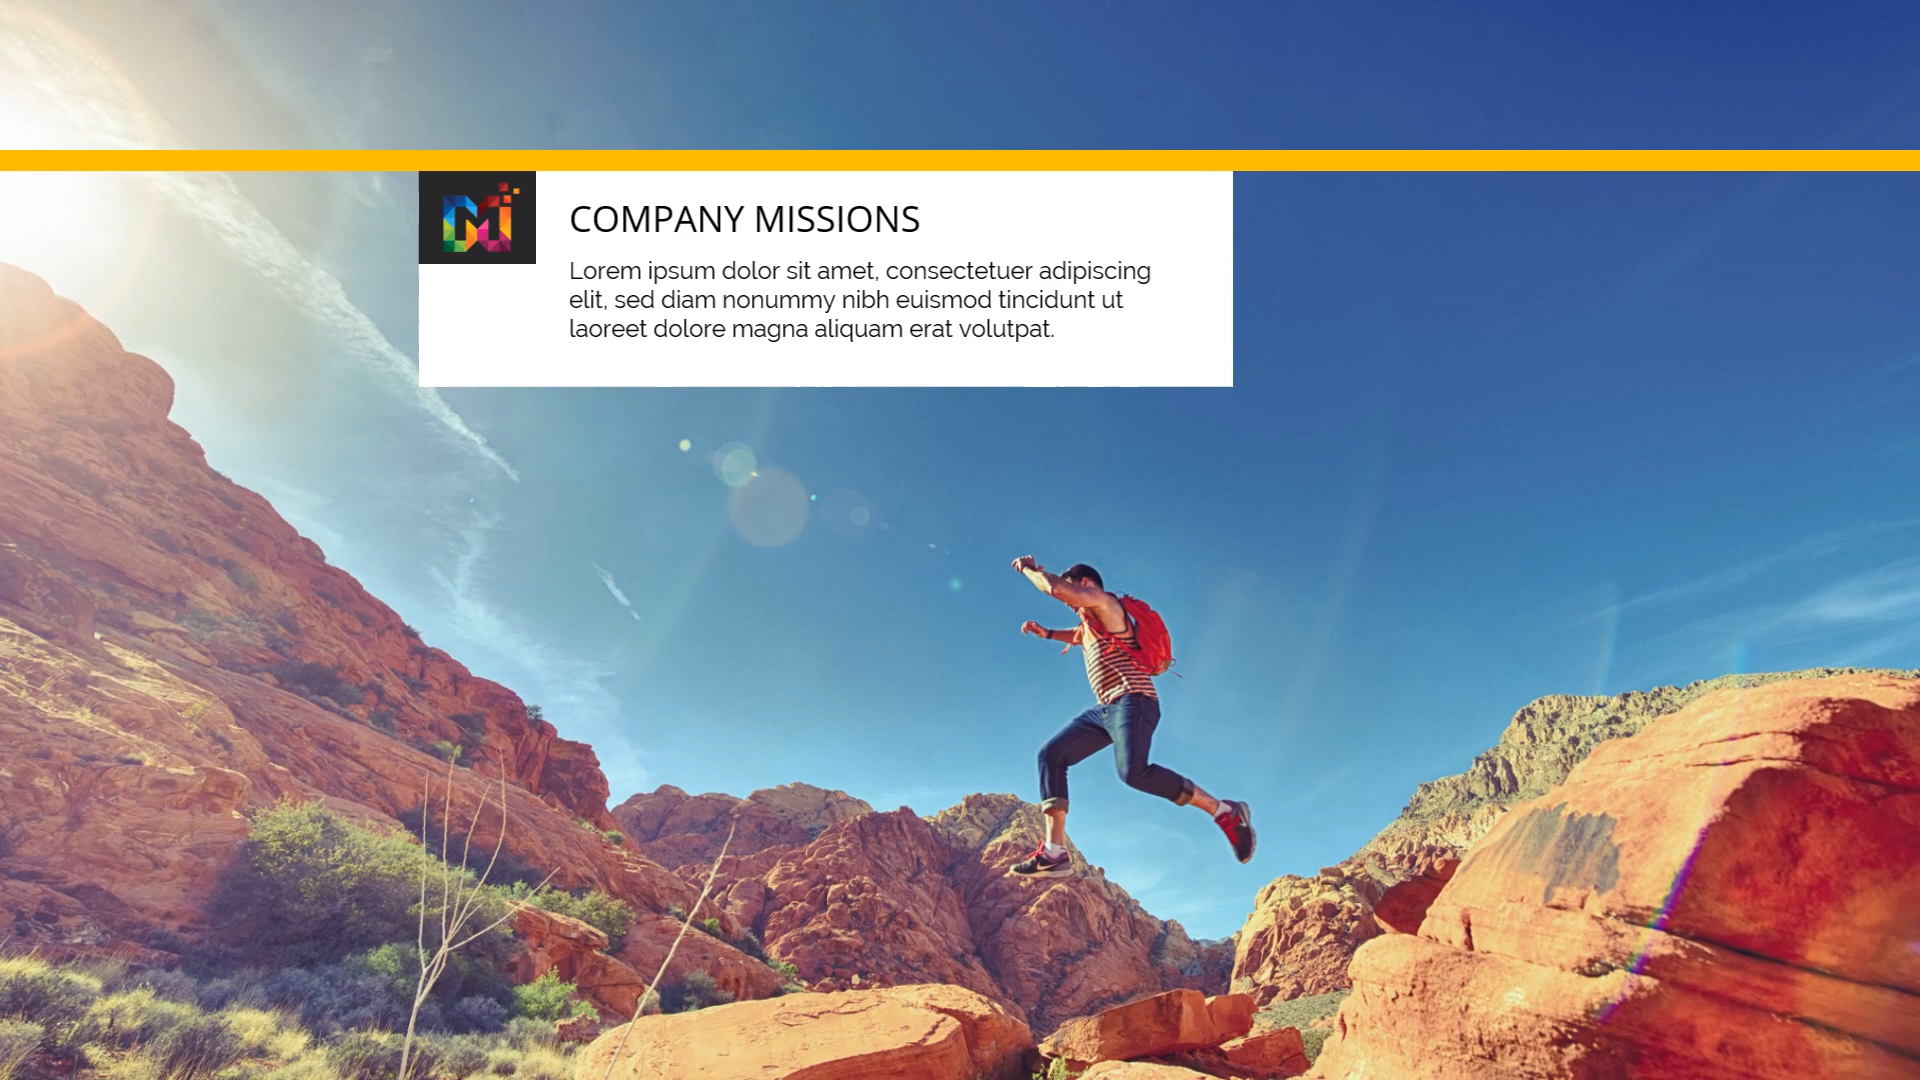 COMPANY MISSIONS
Lorem ipsum dolor sit amet, consectetuer adipiscing
elit, sed diam nonummy nibh euismod tincidunt ut
laoreet dolore magna aliquam erat volutpat.